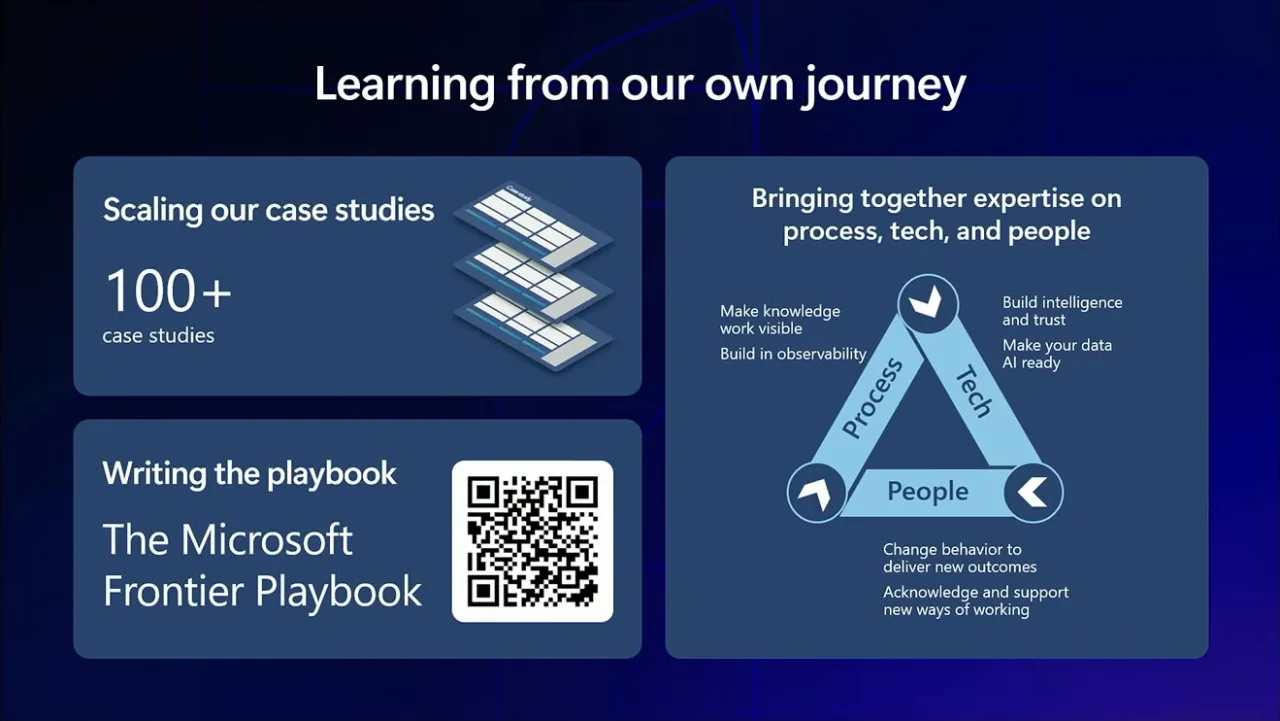 Learning from our own journey
Scaling our case studies
100+
case studies
Case study
Writing the playbook
The Microsoft
Frontier Playbook
Bringing together expertise on
process, tech, and people
Make knowledge
work visible
Build in observability
Build intelligence
and trust
Make your data
AI ready
Process
Tech
People
Change behavior to
deliver new outcomes
Acknowledge and support
new ways of working